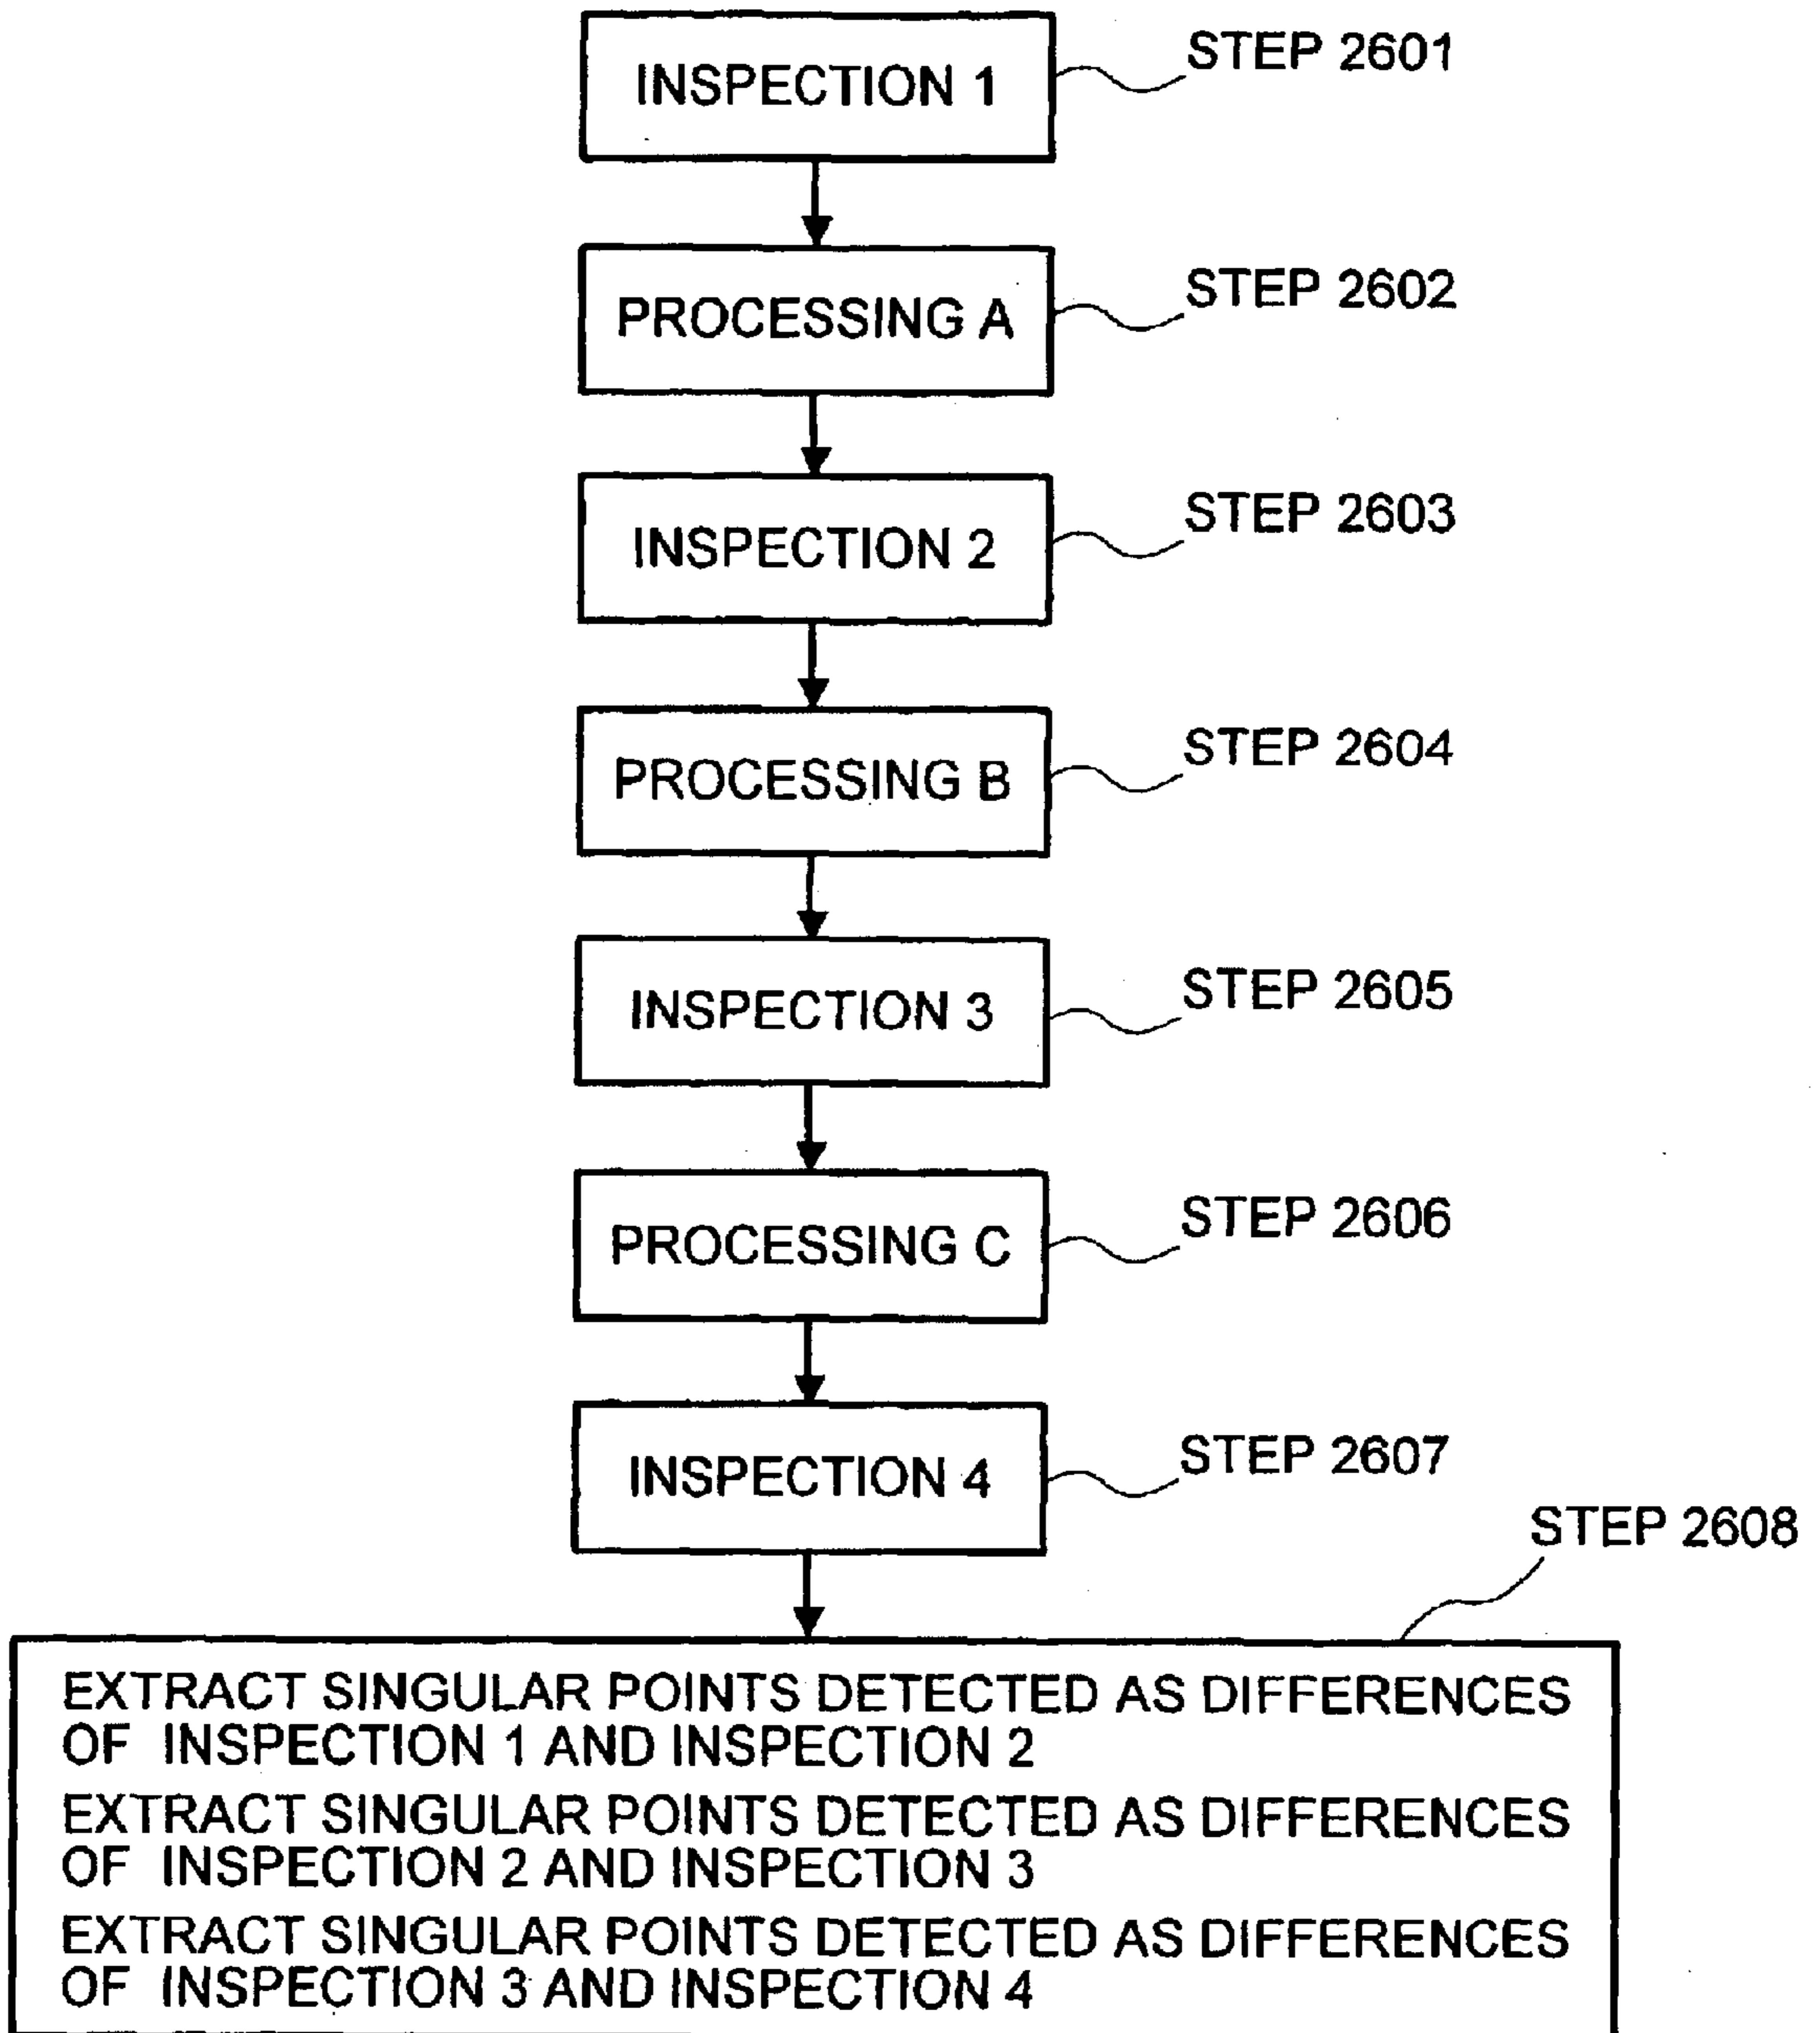 INSPECTION 1
STEP 2601
PROCESSING A
STEP 2602
INSPECTION 2
STEP 2603
PROCESSING B
STEP 2604
INSPECTION 3
STEP 2605
PROCESSING C
STEP 2606
INSPECTION 4
STEP 2607
STEP 2608
EXTRACT SINGULAR POINTS DETECTED AS DIFFERENCES
OF INSPECTION 1 AND INSPECTION 2
EXTRACT SINGULAR POINTS DETECTED AS DIFFERENCES
OF INSPECTION 2 AND INSPECTION 3
EXTRACT SINGULAR POINTS DETECTED AS DIFFERENCES
OF INSPECTION 3 AND INSPECTION 4